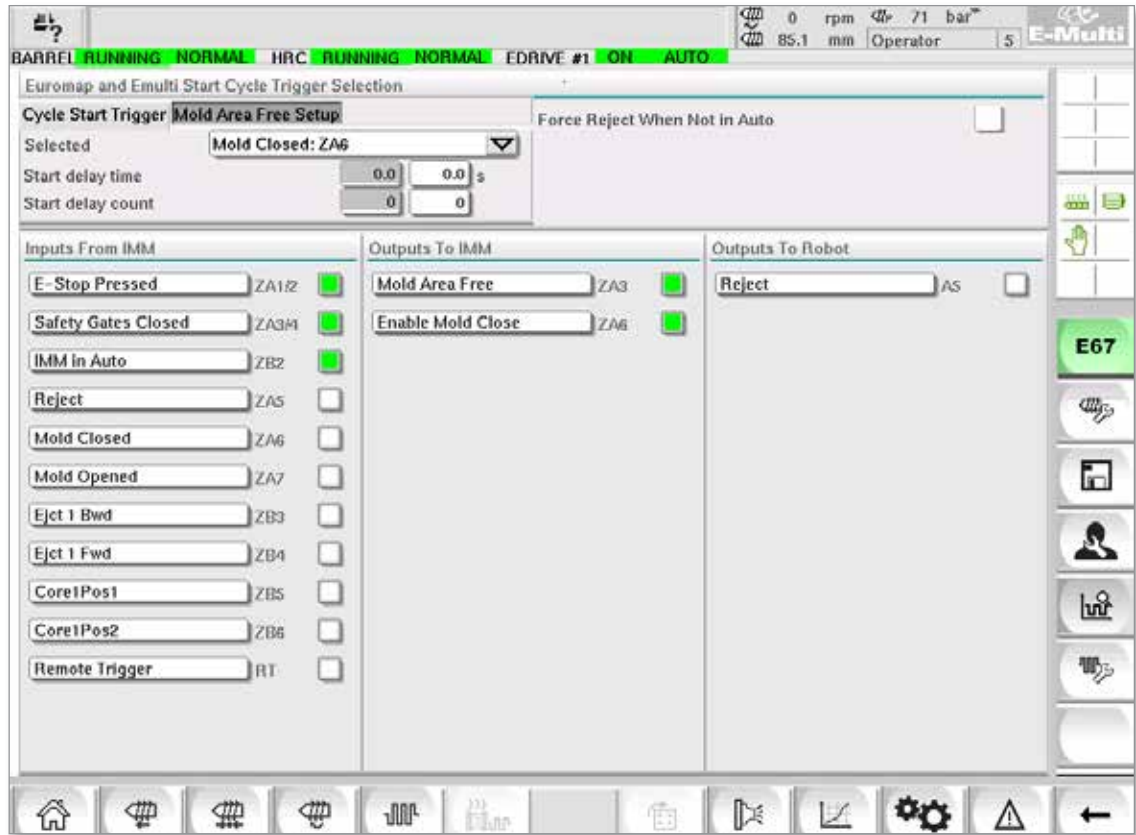 0 rpm 71 bar
E-Multi
85.1 mm Operator 5
BARREL RUNNING NORMAL HRC RUNNING NORMAL EDRIVE #1 ON AUTO
Euromap and Emulti Start Cycle Trigger Selection
Cycle Start Trigger Mold Area Free Setup
Force Reject When Not in Auto
Selected Mold Closed: ZA6
Start delay time 0.0 0.0 s
Start delay count 0 0
Inputs From IMM
Outputs To IMM
Outputs To Robot
E-Stop Pressed ZA1/2
Mold Area Free ZA3
Reject A5
Safety Gates Closed ZA3/4
Enable Mold Close ZA6
E67
IMM in Auto ZB2
Reject ZA5
Mold Closed ZA6
Mold Opened ZA7
Ejct 1 Bwd ZB3
Ejct 1 Fwd ZB4
Core1Pos1 ZB5
Core1Pos2 ZB6
Remote Trigger RT